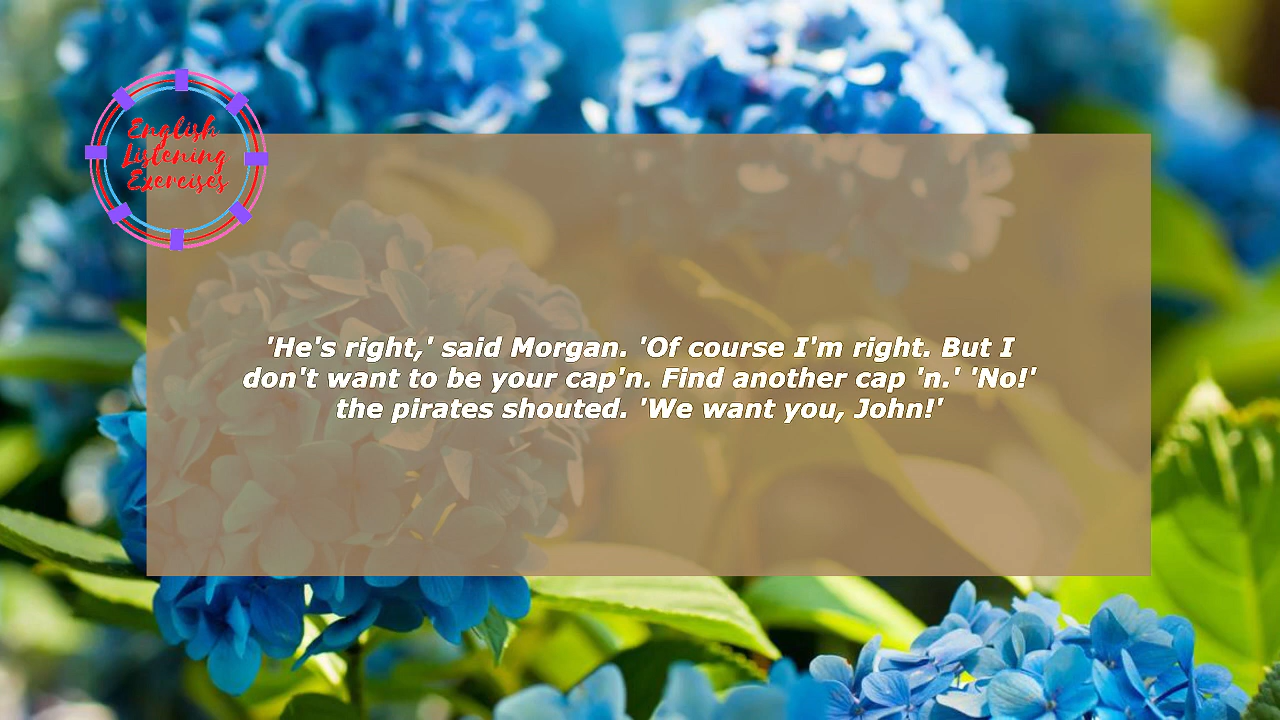 English
Listening
Exercises
'He's right,' said Morgan. 'Of course I'm right. But I
don't want to be your cap'n. Find another cap 'n.' 'No!'
the pirates shouted. 'We want you, John!'